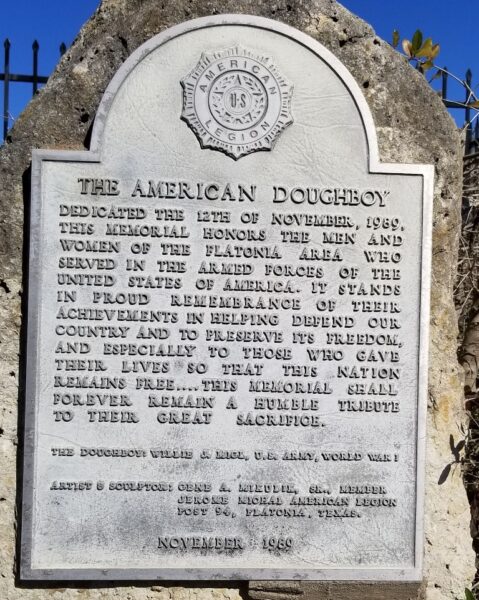 AMERICAN
U·S
LEGION
THE AMERICAN DOUGHBOY
DEDICATED THE 12TH OF NOVEMBER, 1989,
THIS MEMORIAL HONORS THE MEN AND
WOMEN OF THE FLATONIA AREA WHO
SERVED IN THE ARMED FORCES OF THE
UNITED STATES OF AMERICA. IT STANDS
IN PROUD REMEMBRANCE OF THEIR
ACHIEVEMENTS IN HELPING DEFEND OUR
COUNTRY AND TO PRESERVE ITS FREEDOM,
AND ESPECIALLY TO THOSE WHO GAVE
THEIR LIVES SO THAT THIS NATION
REMAINS FREE....THIS MEMORIAL SHALL
FOREVER REMAIN A HUMBLE TRIBUTE
TO THEIR GREAT SACRIFICE.
THE DOUGHBOY: WILLIE J. MIGL, U.S. ARMY, WORLD WAR I
ARTIST & SCULPTOR: GENE A. MIKULIK, SR., MEMBER
JEROME MICHAL AMERICAN LEGION
POST 94, FLATONIA, TEXAS.
NOVEMBER 1989